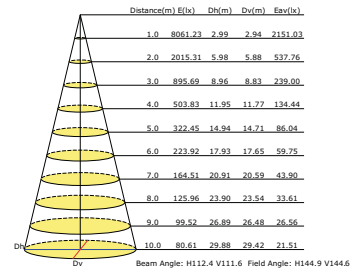 Distance(m) E(lx) Dh(m) Dv(m) Eav(lx)
1.0 8061.23 2.99 2.94 2151.03
2.0 2015.31 5.98 5.88 537.76
3.0 895.69 8.96 8.83 239.00
4.0 503.83 11.95 11.77 134.44
5.0 322.45 14.94 14.71 86.04
6.0 223.92 17.93 17.65 59.75
7.0 164.51 20.91 20.59 43.90
8.0 125.96 23.90 23.54 33.61
9.0 99.52 26.89 26.48 26.56
Dh 10.0 80.61 29.88 29.42 21.51
Dv Beam Angle: H112.4 V111.6 Field Angle: H144.9 V144.6